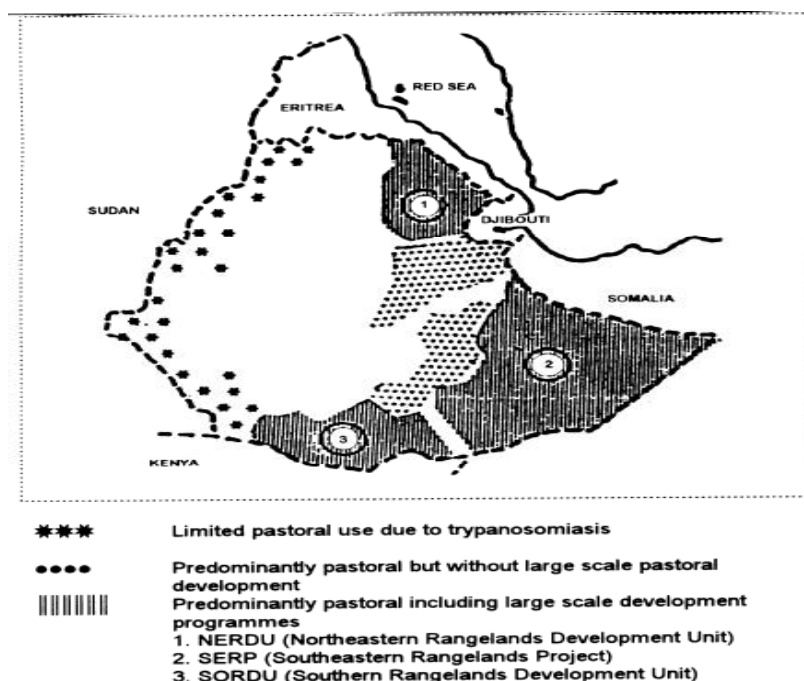 RED SEA
ERITREA
SUDAN
1
DJIBOUTI
SOMALIA
2
3
KENYA
Limited pastoral use due to trypanosomiasis
Predominantly pastoral but without large scale pastoral
development
Predominantly pastoral including large scale development
programmes
1. NERDU (Northeastern Rangelands Development Unit)
2. SERP (Southeastern Rangelands Project)
3. SORDU (Southern Rangelands Development Unit)